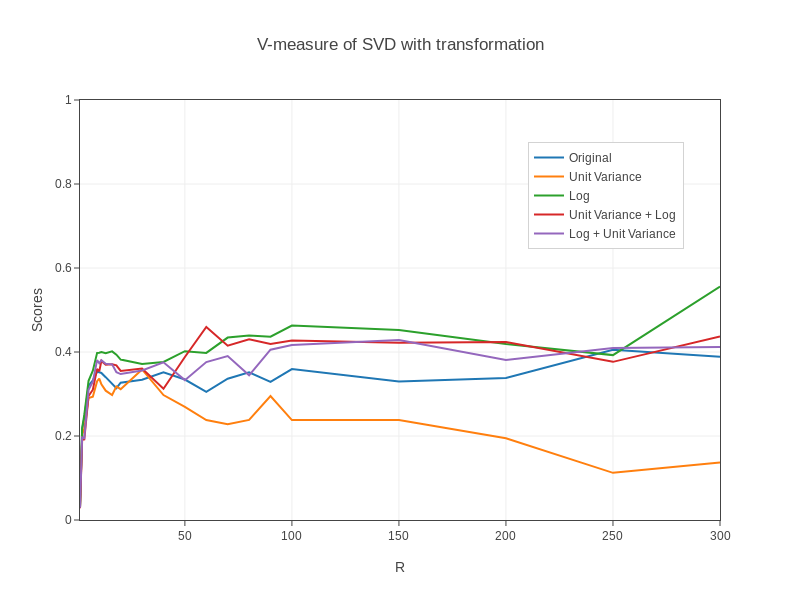 V-measure of SVD with transformation
1
0.8
0.6
0.4
0.2
0
Scores
50
100
150
200
250
300
R
Original
Unit Variance
Log
Unit Variance + Log
Log + Unit Variance